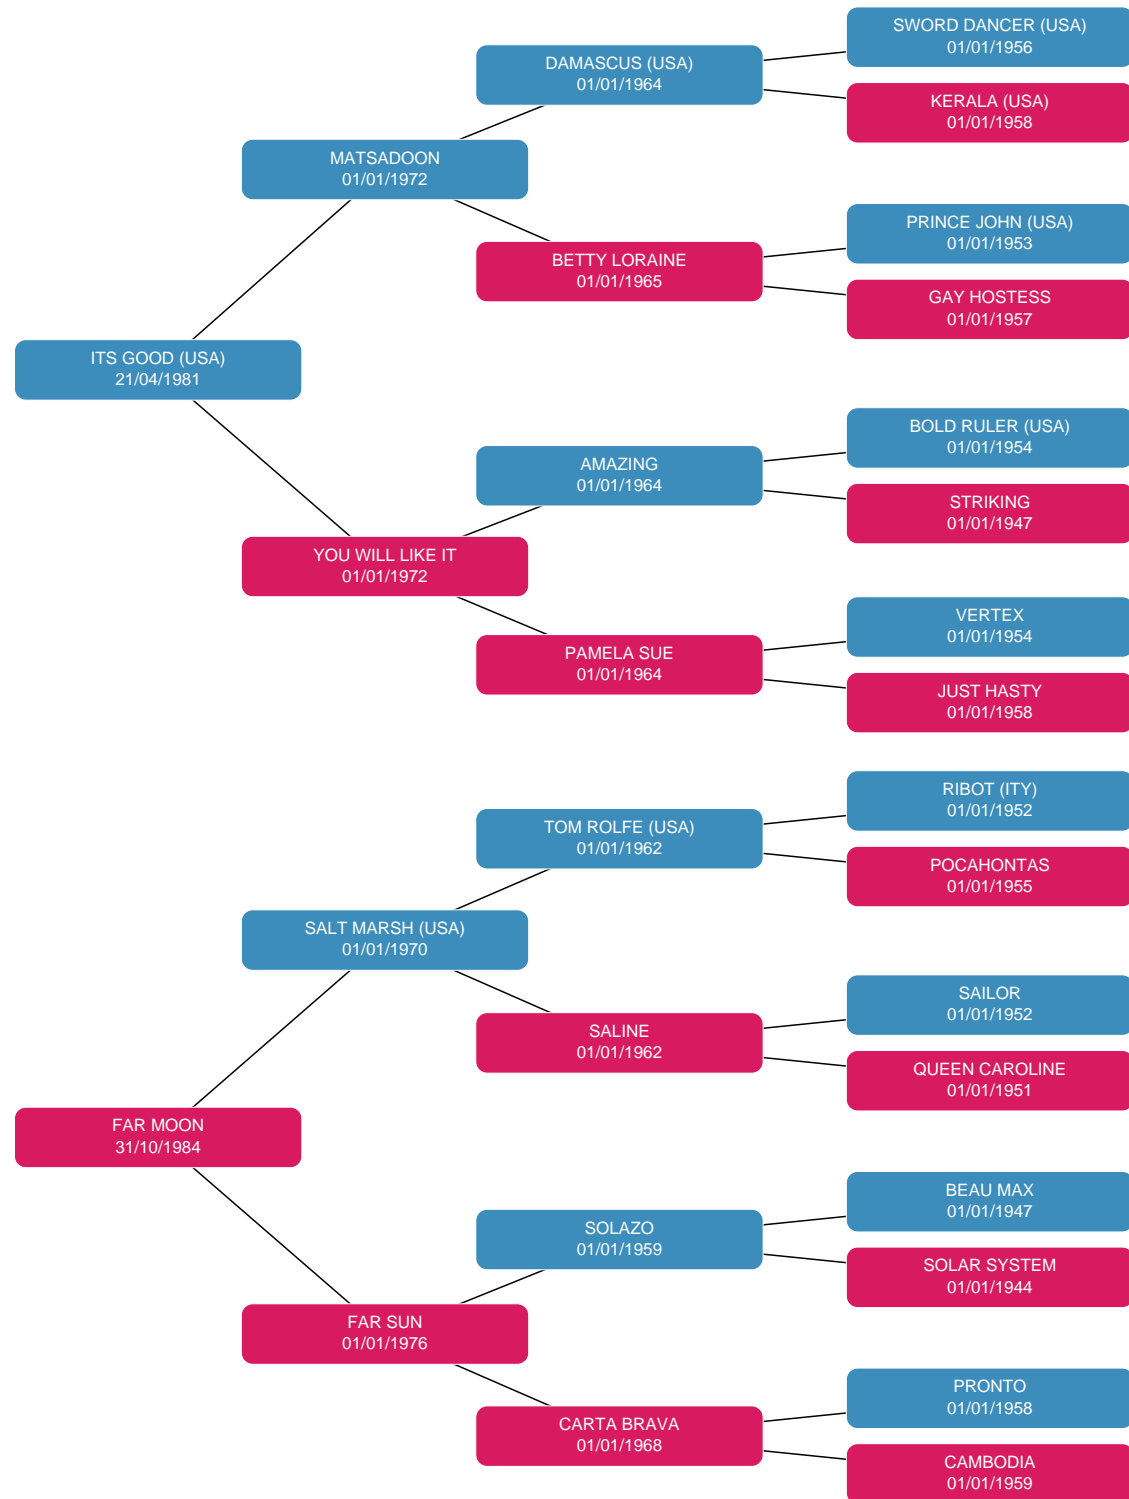 SWORD DANCER (USA)
01/01/1956
DAMASCUS (USA)
01/01/1964
KERALA (USA)
01/01/1958
MATSADOON
01/01/1972
PRINCE JOHN (USA)
01/01/1953
BETTY LORAINE
01/01/1965
GAY HOSTESS
01/01/1957
ITS GOOD (USA)
21/04/1981
BOLD RULER (USA)
01/01/1954
AMAZING
01/01/1964
STRIKING
01/01/1947
YOU WILL LIKE IT
01/01/1972
VERTEX
01/01/1954
PAMELA SUE
01/01/1964
JUST HASTY
01/01/1958
RIBOT (ITY)
01/01/1952
TOM ROLFE (USA)
01/01/1962
POCAHONTAS
01/01/1955
SALT MARSH (USA)
01/01/1970
SAILOR
01/01/1952
SALINE
01/01/1962
QUEEN CAROLINE
01/01/1951
FAR MOON
31/10/1984
BEAU MAX
01/01/1947
SOLAZO
01/01/1959
SOLAR SYSTEM
01/01/1944
FAR SUN
01/01/1976
PRONTO
01/01/1958
CARTA BRAVA
01/01/1968
CAMBODIA
01/01/1959